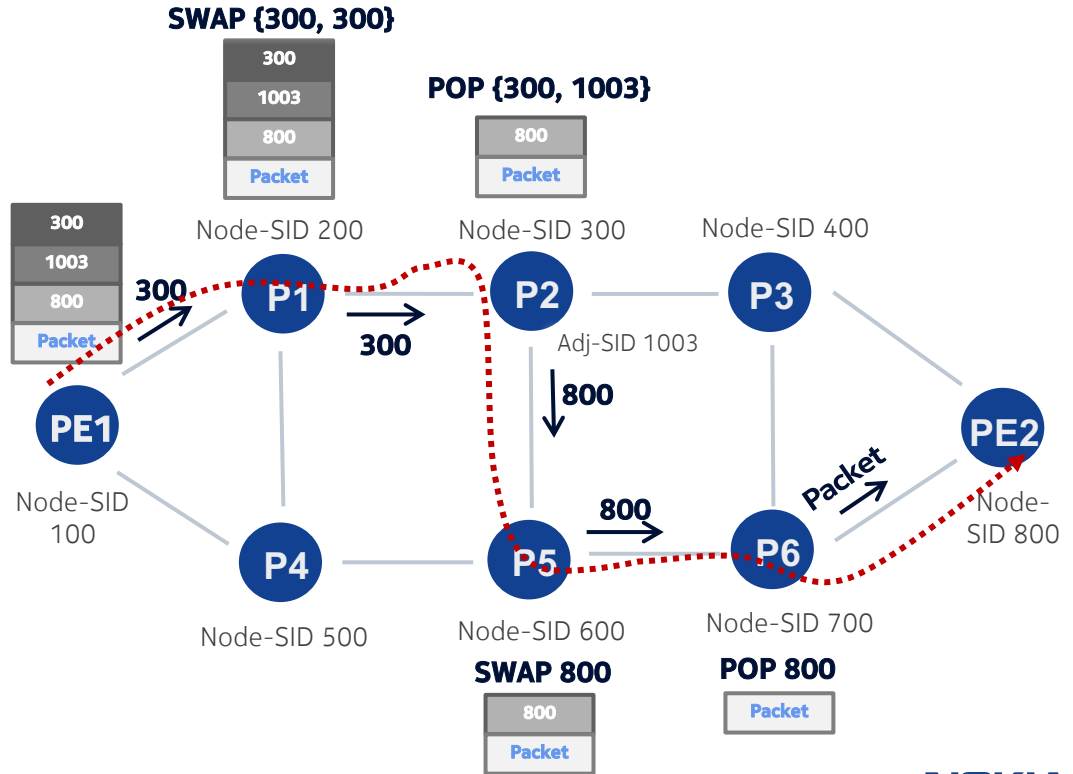 SWAP {300, 300}
300
1003
800
Packet
POP {300, 1003}
800
Packet
300
1003
800
Packet
Node-SID 200
Node-SID 300
Node-SID 400
300
P1
P2
P3
300
Adj-SID 1003
800
PE1
PE2
Packet
Node-SID
100
800
Node-
SID 800
P4
P5
P6
Node-SID 500
Node-SID 600
Node-SID 700
SWAP 800
800
Packet
POP 800
Packet